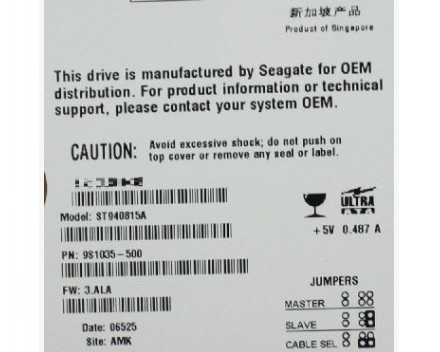 新加坡产品
Product of Singapore
This drive is manufactured by Seagate for OEM
distribution. For product information or technical
support, please contact your system OEM.
CAUTION: Avoid excessive shock; do not push on
top cover or remove any seal or label.
Model: ST940815A
ULTRA
ATA
+5V 0.487 A
PN: 9S1035-500
FW: 3.ALA
JUMPERS
MASTER
Date: 06525
SLAVE
Site: AMK
CABLE SEL